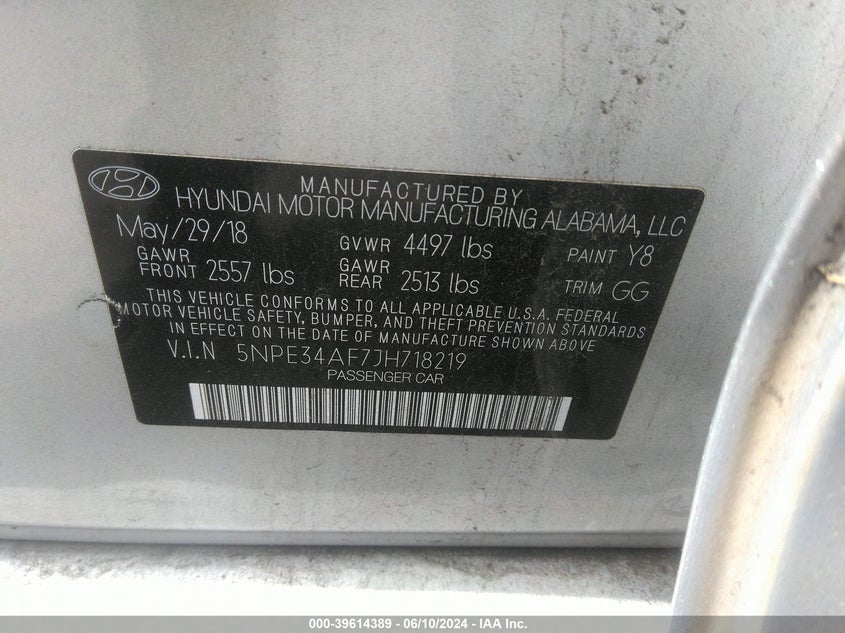 MANUFACTURED BY
HYUNDAI MOTOR MANUFACTURING ALABAMA, LLC
May/29/18 GVWR 4497 lbs PAINT Y8
GAWR FRONT 2557 lbs GAWR REAR 2513 lbs TRIM GG
THIS VEHICLE CONFORMS TO ALL APPLICABLE U.S.A. FEDERAL
MOTOR VEHICLE SAFETY, BUMPER, AND THEFT PREVENTION STANDARDS
IN EFFECT ON THE DATE OF MANUFACTURE SHOWN ABOVE
V.I.N 5NPE34AF7JH718219
PASSENGER CAR
000-39614389 - 06/10/2024 - IAA Inc.